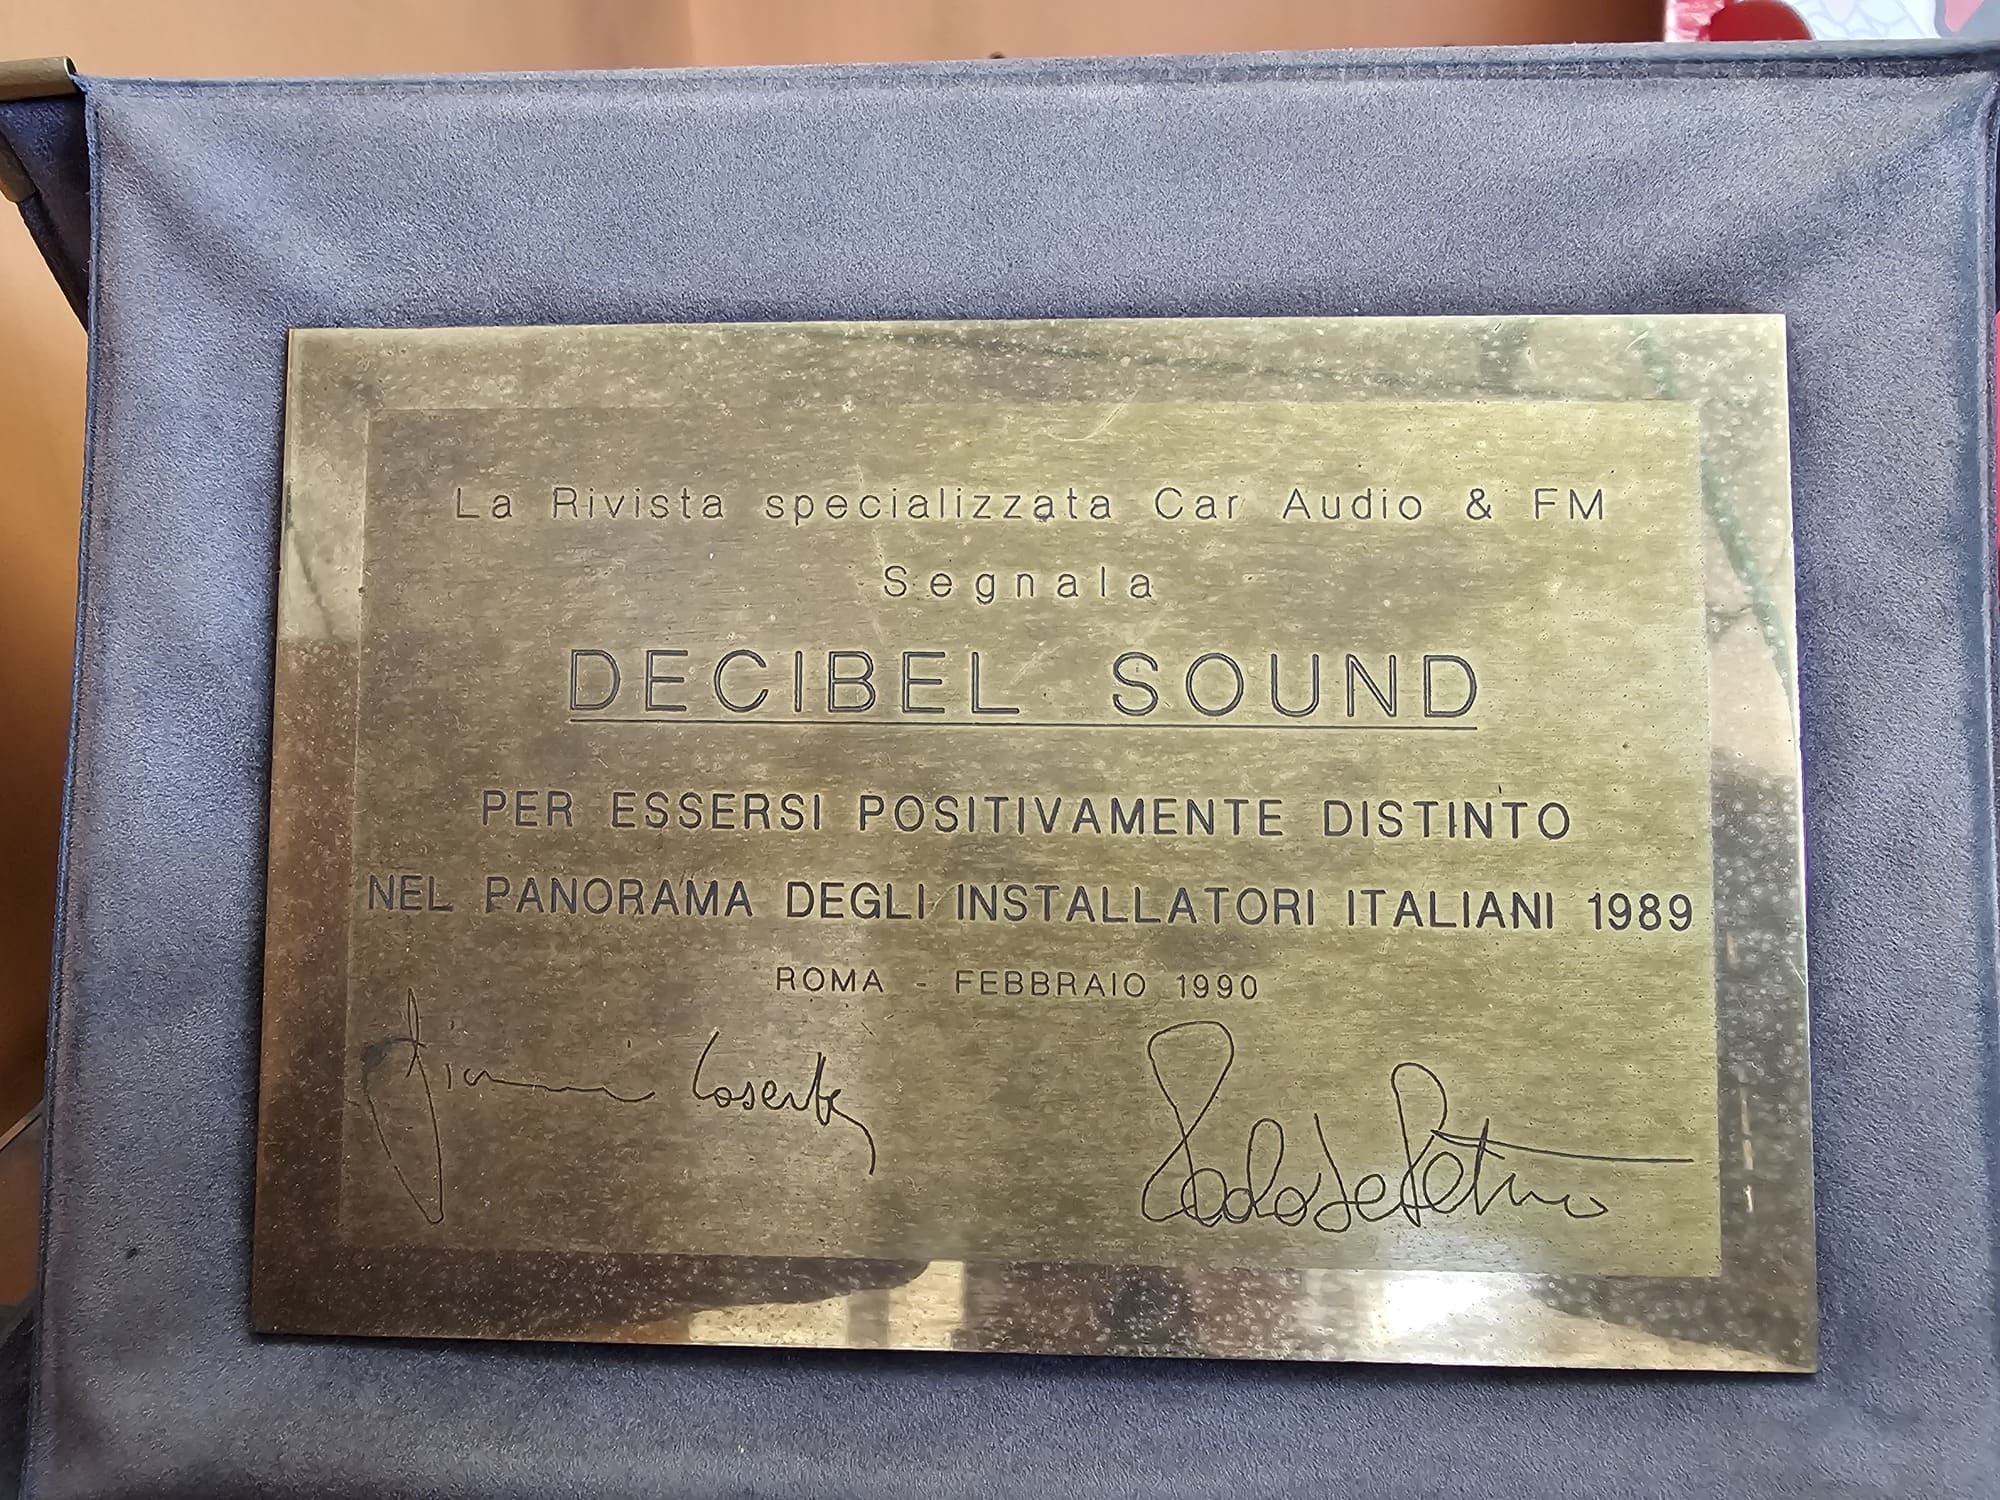 La Rivista specializzata Car Audio & FM
Segnala
DECIBEL SOUND
PER ESSERSI POSITIVAMENTE DISTINTO
NEL PANORAMA DEGLI INSTALLATORI ITALIANI 1989
ROMA - FEBBRAIO 1990